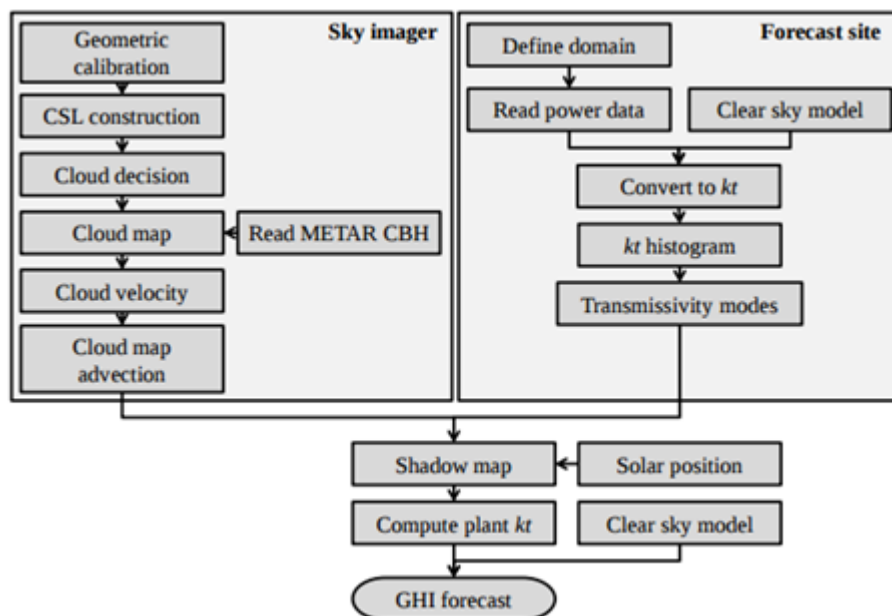 Sky imager
Geometric
calibration
CSL construction
Cloud decision
Cloud map
Read METAR CBH
Cloud velocity
Cloud map
advection
Forecast site
Define domain
Read power data
Clear sky model
Convert to kt
kt histogram
Transmissivity modes
Shadow map
Solar position
Compute plant kt
Clear sky model
GHI forecast